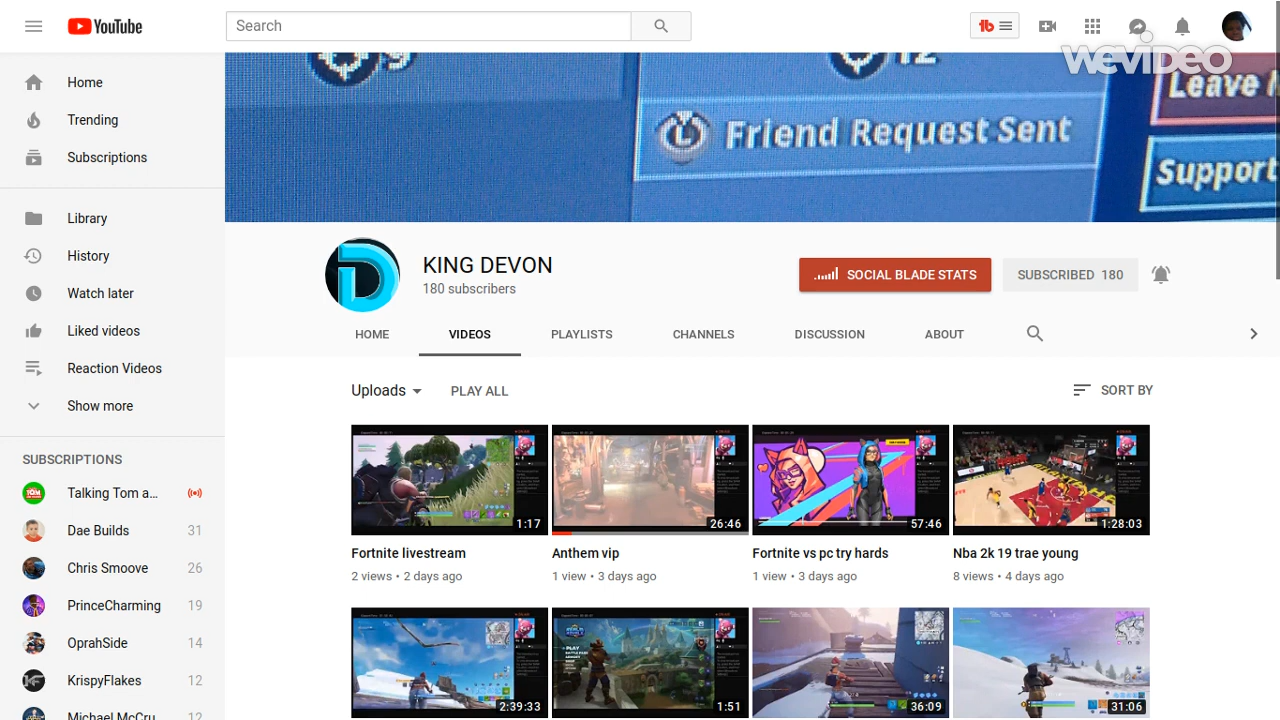 YouTube
Search
WEVIDEO
Home
Trending
Subscriptions
Library
History
Watch later
Liked videos
Reaction Videos
Show more
SUBSCRIPTIONS
Talking Tom a...
Dae Builds 31
Chris Smoove 26
PrinceCharming 19
OprahSide 14
KrispyFlakes 12
Michael McCru 12
Friend Request Sent
Leave
Support
KING DEVON
180 subscribers
SOCIAL BLADE STATS
SUBSCRIBED 180
HOME VIDEOS PLAYLISTS CHANNELS DISCUSSION ABOUT
Uploads PLAY ALL SORT BY
1:17 26:46 57:46 1:28:03
Fortnite livestream
2 views • 2 days ago
Anthem vip
1 view • 3 days ago
Fortnite vs pc try hards
1 view • 3 days ago
Nba 2k 19 trae young
8 views • 4 days ago
2:39:33 1:51 36:09 31:06